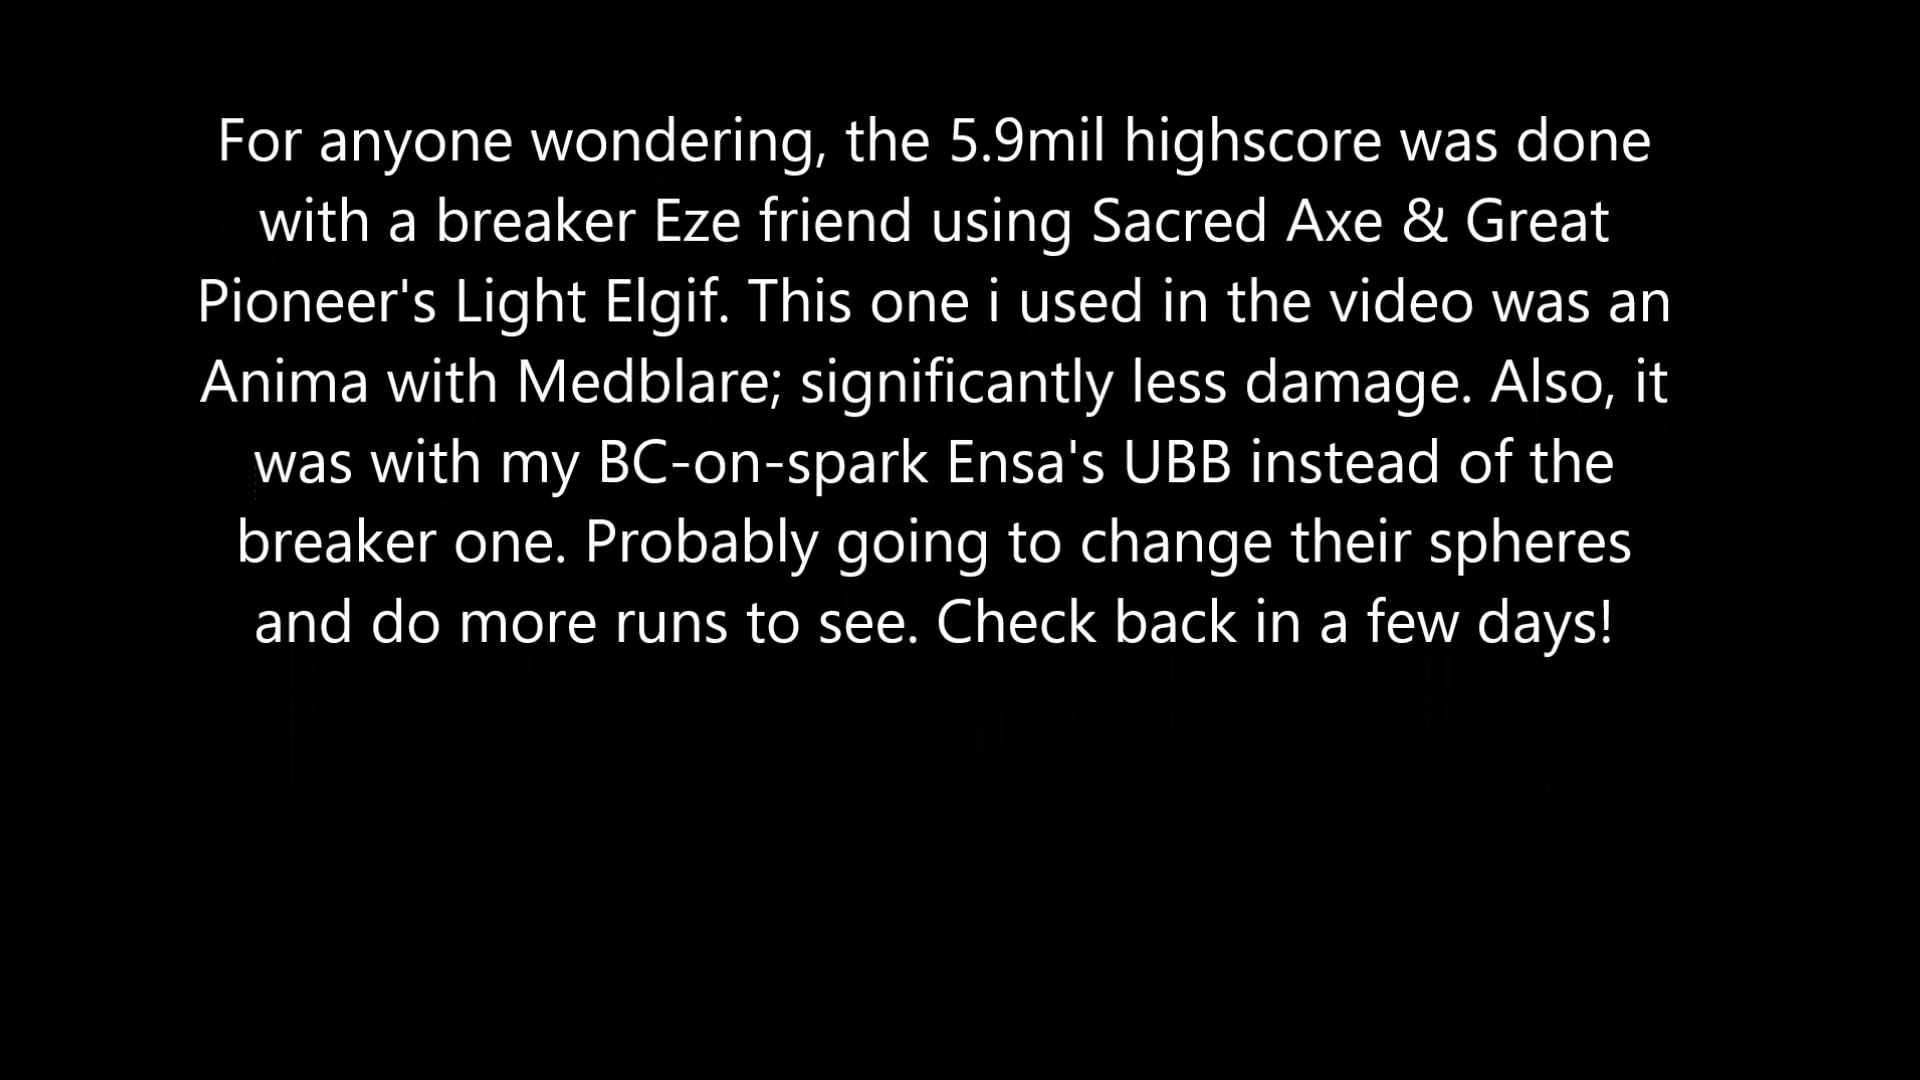 For anyone wondering, the 5.9mil highscore was done
with a breaker Eze friend using Sacred Axe & Great
Pioneer's Light Elgif. This one i used in the video was an
Anima with Medblare; significantly less damage. Also, it
was with my BC-on-spark Ensa's UBB instead of the
breaker one. Probably going to change their spheres
and do more runs to see. Check back in a few days!